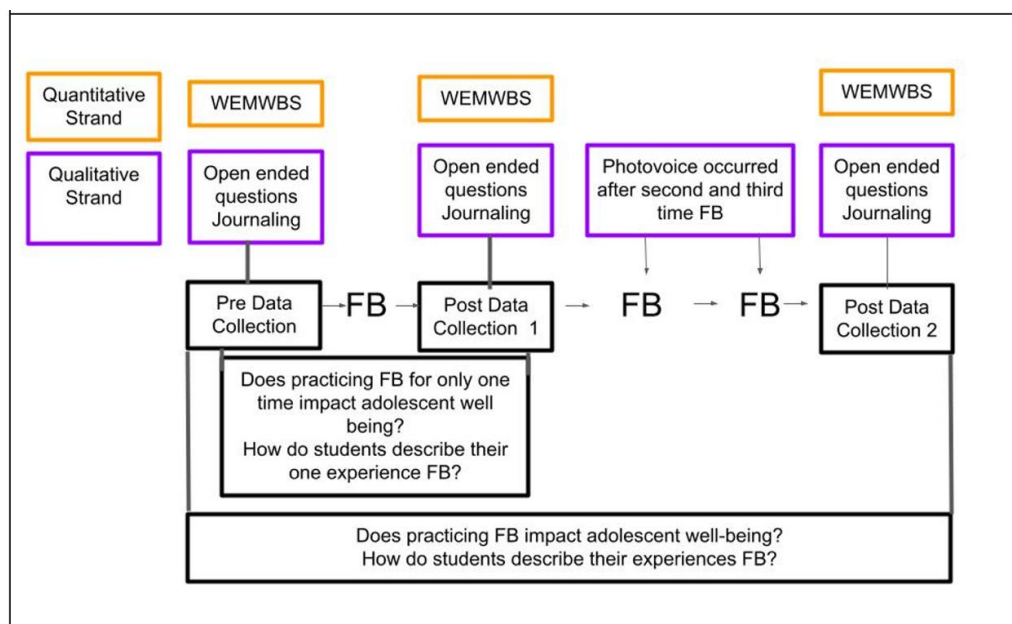 Quantitative
Strand
WEMWBS
WEMWBS
WEMWBS
Qualitative
Strand
Open ended
questions
Journaling
Open ended
questions
Journaling
Photovoice occurred
after second and third
time FB
Open ended
questions
Journaling
Pre Data
Collection
FB
Post Data
Collection 1
FB
FB
Post Data
Collection 2
Does practicing FB for only one
time impact adolescent well
being?
How do students describe their
one experience FB?
Does practicing FB impact adolescent well-being?
How do students describe their experiences FB?